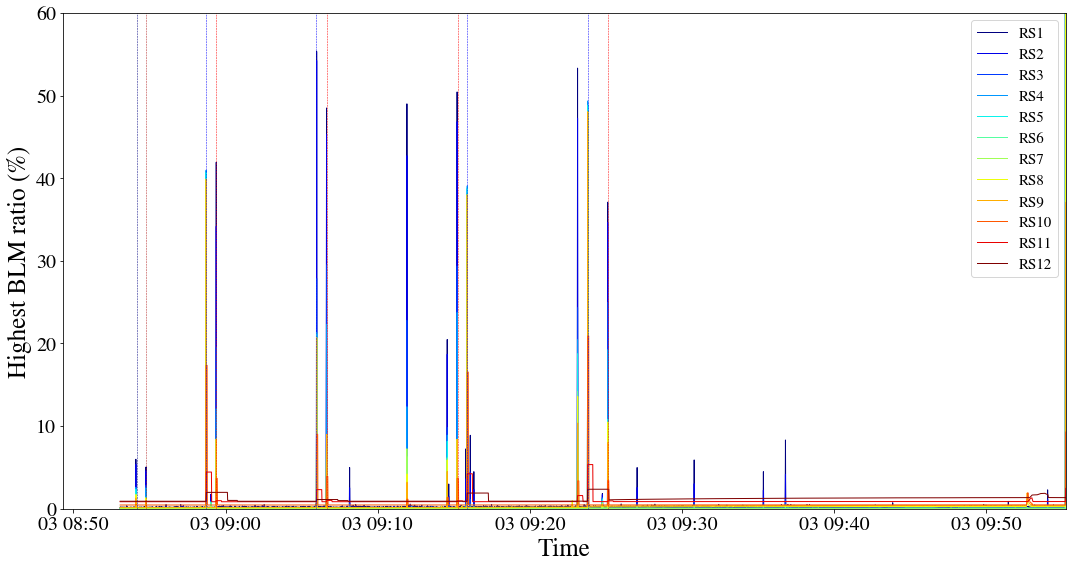 60
50
40
30
20
10
0
Highest BLM ratio (%)
03 08:50
03 09:00
03 09:10
03 09:20
03 09:30
03 09:40
03 09:50
Time
RS1
RS2
RS3
RS4
RS5
RS6
RS7
RS8
RS9
RS10
RS11
RS12